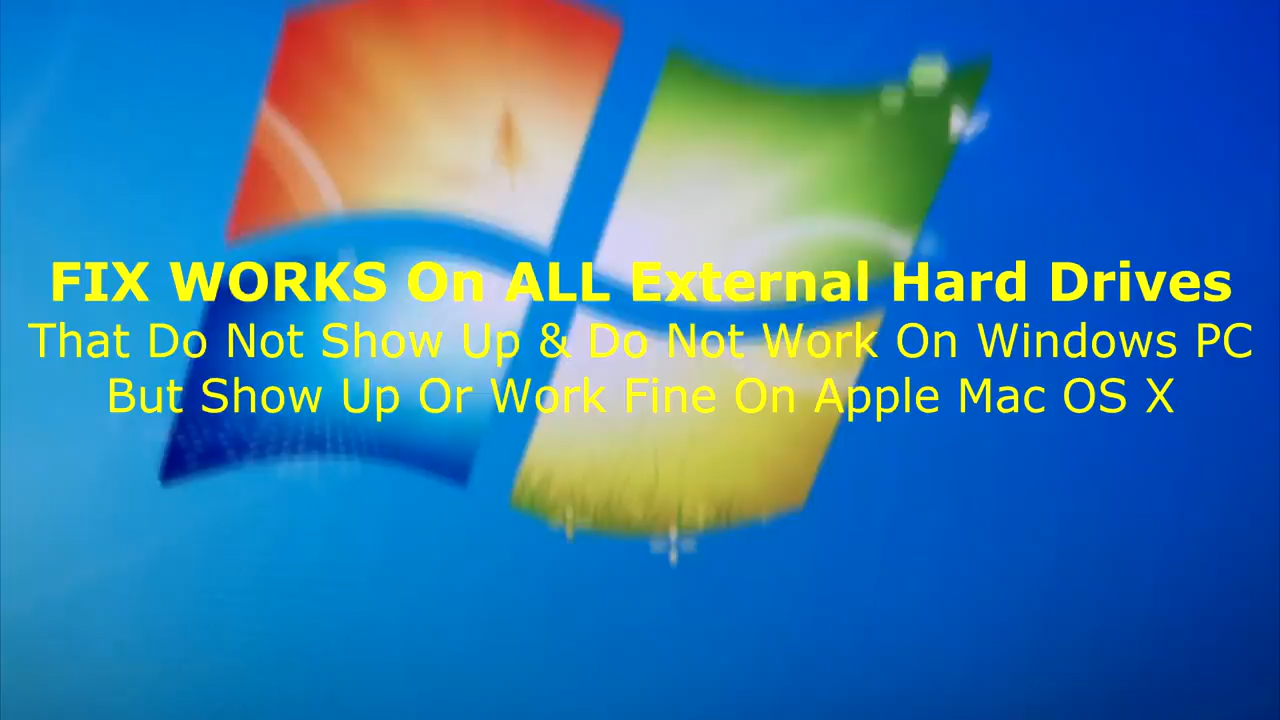 FIX WORKS On ALL External Hard Drives
That Do Not Show Up & Do Not Work On Windows PC
But Show Up Or Work Fine On Apple Mac OS X